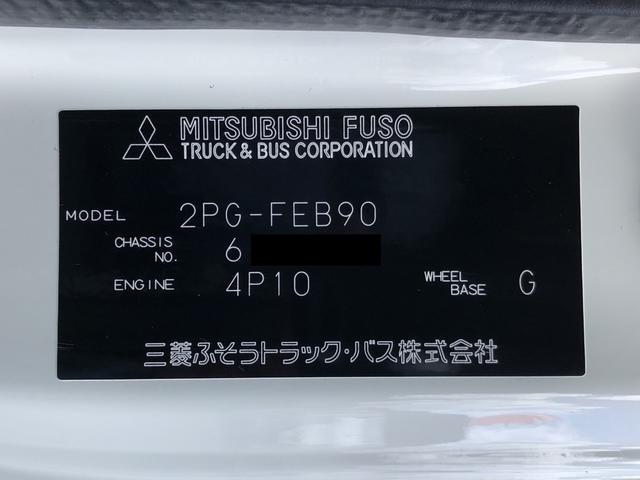 MITSUBISHI FUSO
TRUCK & BUS CORPORATION
MODEL 2PG-FEB90
CHASSIS NO. 6
ENGINE 4P10 WHEEL BASE G
三菱ふそうトラック・バス株式会社